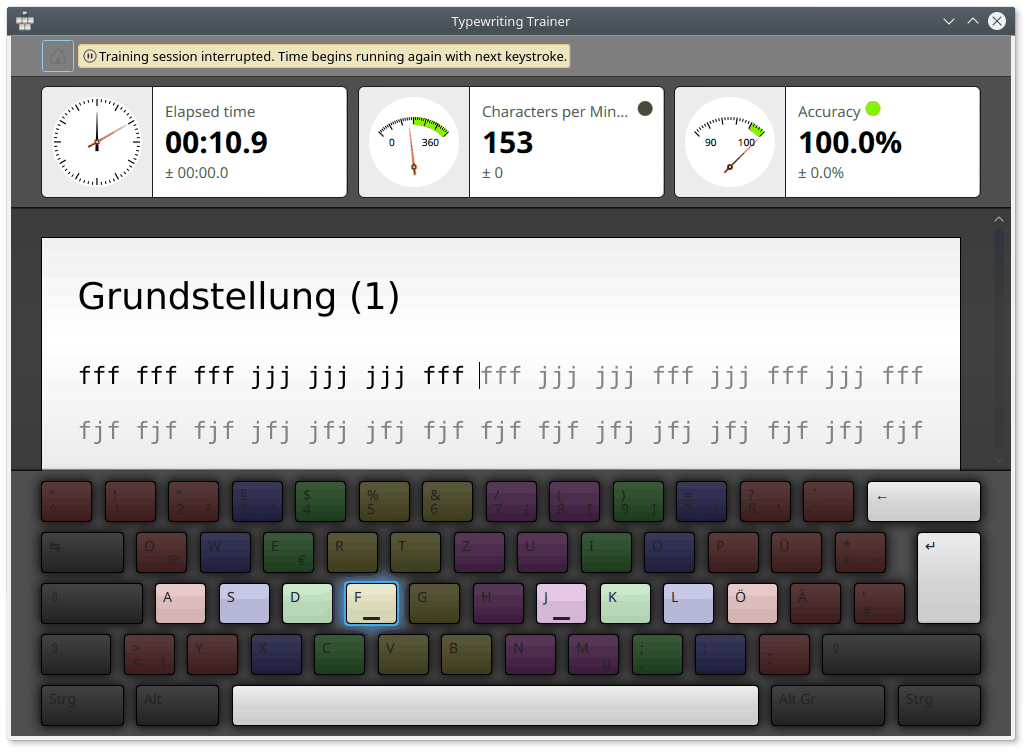 Typewriting Trainer
Training session interrupted. Time begins running again with next keystroke.
Elapsed time
00:10.9
± 00:00.0
Characters per Min...
0 360
153
± 0
Accuracy
90 100
100.0%
± 0.0%
Grundstellung (1)
fff fff fff jjj jjj jjj fff fff jjj jjj fff jjj fff jjj fff
fjf fjf fjf jfj jfj jfj fjf fjf fjf jfj jfj jfj fjf jfj fjf
° ! " § $ % & / ( ) = ? ` ←
^ 1 2 ² 3 ³ 4 5 6 7 { 8 [ 9 ] 0 } ß \ ´
↹ Q W E R T Z U I O P Ü * ↵
@ € + ~
⇩ A S D F G H J K L Ö Ä '
#
⇧ > Y X C V B N M ; : _ ⇧
< | µ , . -
Strg Alt Alt Gr Strg